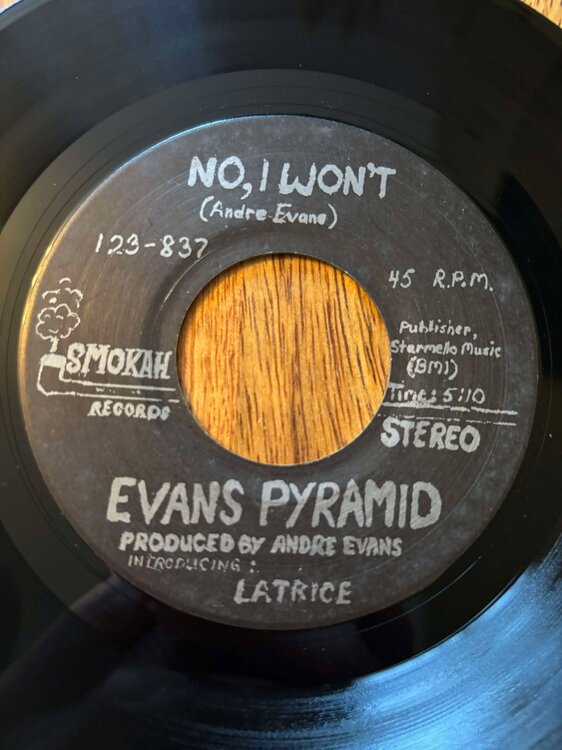 NO, I WON'T
(Andre Evans)
123-837
45 R.P.M.
Publisher,
Starmello Music
(BMI)
Time: 5:10
STEREO
SMOKAH
RECORDS
EVANS PYRAMID
PRODUCED BY ANDRE EVANS
INTRODUCING:
LATRICE